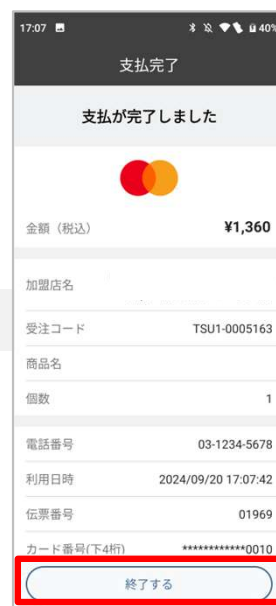 17:07 40%
支払完了
支払が完了しました
金額（税込） ¥1,360
加盟店名
受注コード TSU1-0005163
商品名
個数 1
電話番号 03-1234-5678
利用日時 2024/09/20 17:07:42
伝票番号 01969
カード番号(下4桁) ************0010
終了する